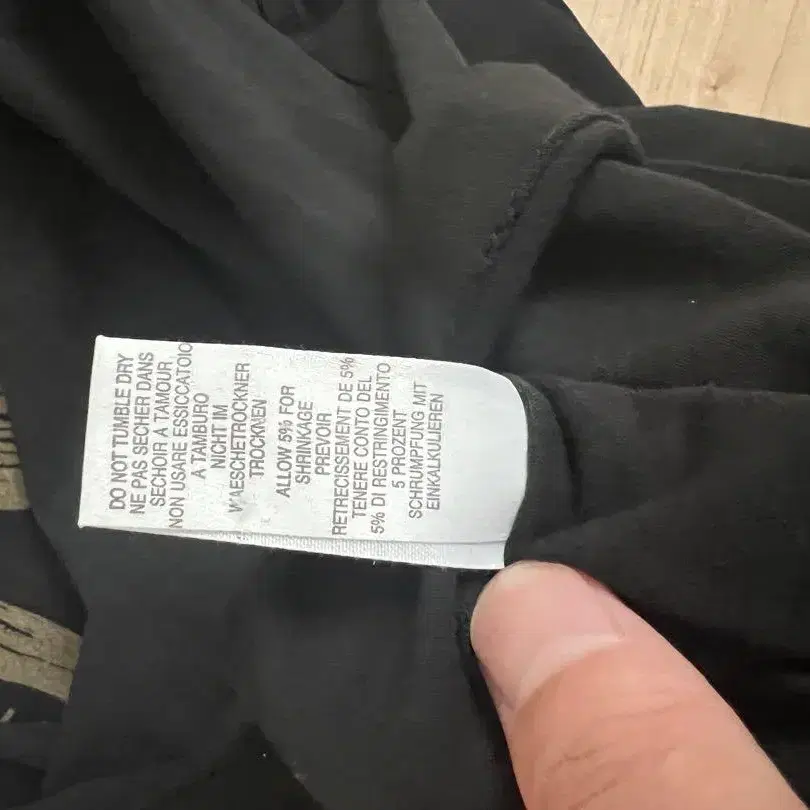 DO NOT TUMBLE DRY
NE PAS SECHER DANS
SECHOIR A TAMOUR
NON USARE ESSICCATOIO
A TAMBURO
NICHT IM
WAESCHETROCKNER
TROCKNEN
ALLOW 5% FOR
SHRINKAGE
PREVOIR
RETRECISSEMENT DE 5%
TENERE CONTO DEL
5% DI RESTRINGIMENTO
5 PROZENT
SCHRUMPFUNG MIT
EINKALKULIEREN